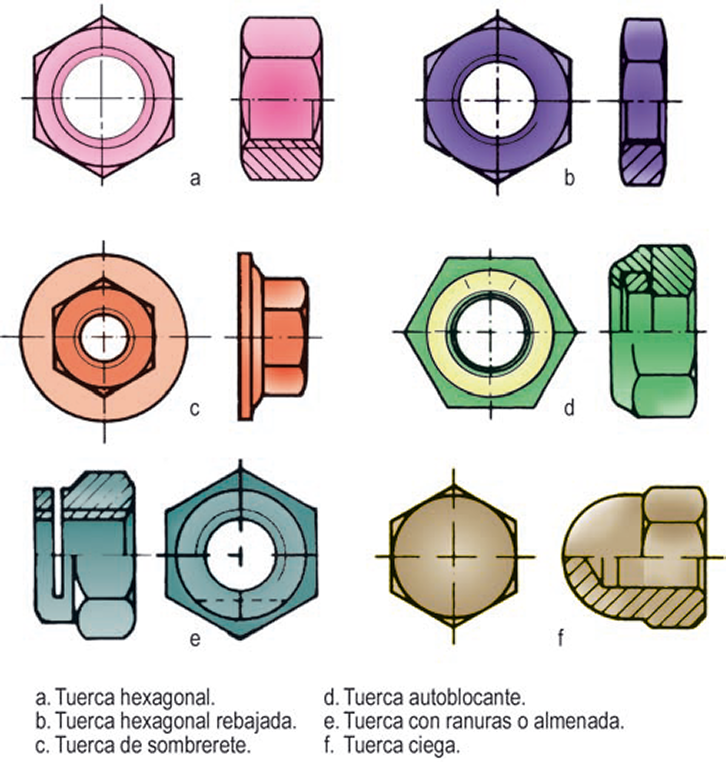 a
b
c
d
e
f
a. Tuerca hexagonal.
b. Tuerca hexagonal rebajada.
c. Tuerca de sombrerete.
d. Tuerca autoblocante.
e. Tuerca con ranuras o almenada.
f. Tuerca ciega.